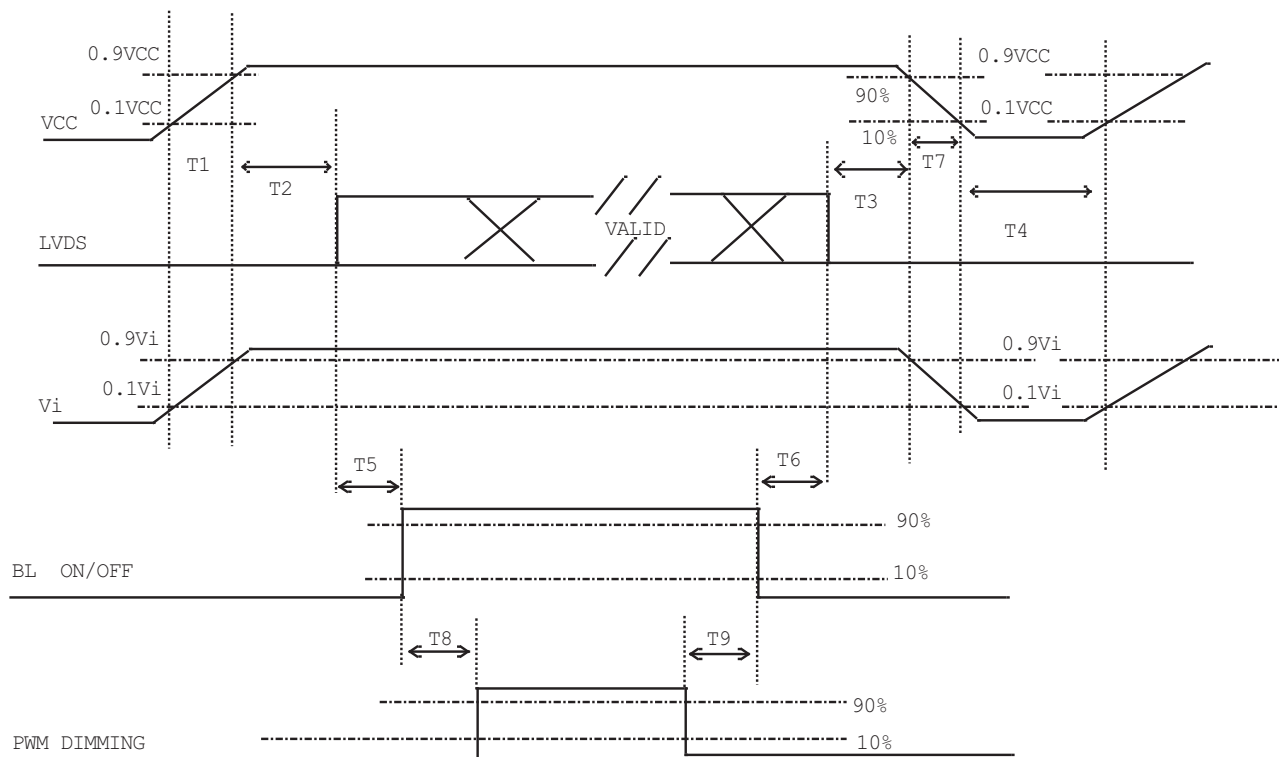 0.9VCC
0.9VCC
90%
0.1VCC
0.1VCC
VCC
10%
T1
T2
T7
T3
T4
LVDS
VALID
0.9Vi
0.9Vi
0.1Vi
0.1Vi
Vi
T5
T6
90%
BL ON/OFF
10%
T8
T9
90%
PWM DIMMING
10%